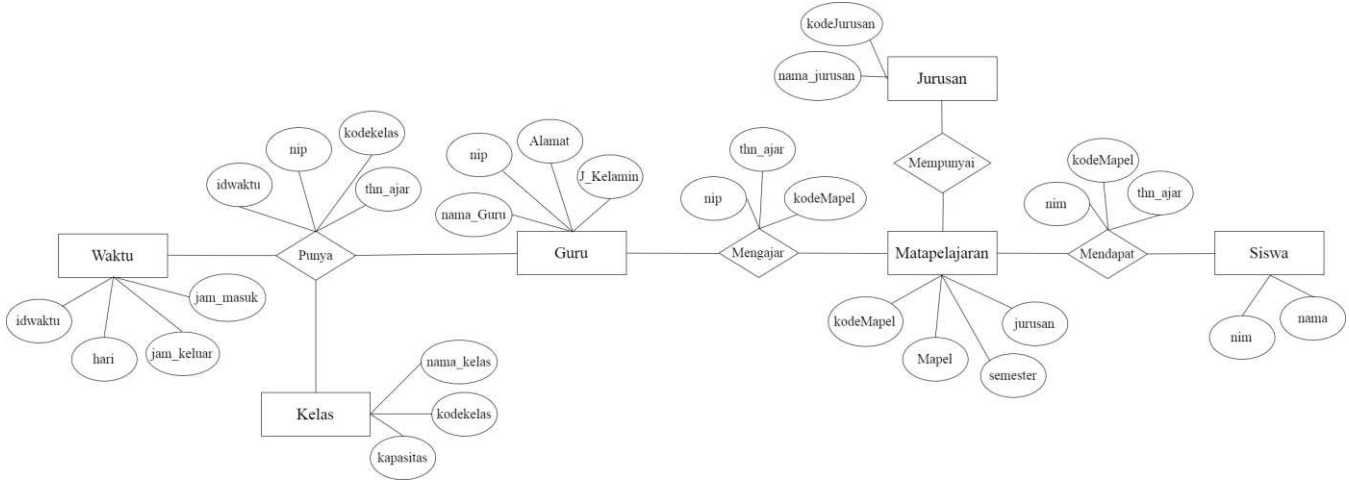 kodeJurusan
nama_jurusan
Jurusan
Mempunyai
idwaktu
nip
kodekelas
thn_ajar
Waktu
Punya
jam_masuk
idwaktu
hari
jam_keluar
nama_kelas
Kelas
kodekelas
kapasitas
nama_Guru
nip
Alamat
J_Kelamin
Guru
nip
thn_ajar
kodeMapel
Mengajar
Matapelajaran
kodeMapel
Mapel
semester
jurusan
nim
kodeMapel
thn_ajar
Mendapat
Siswa
nim
nama